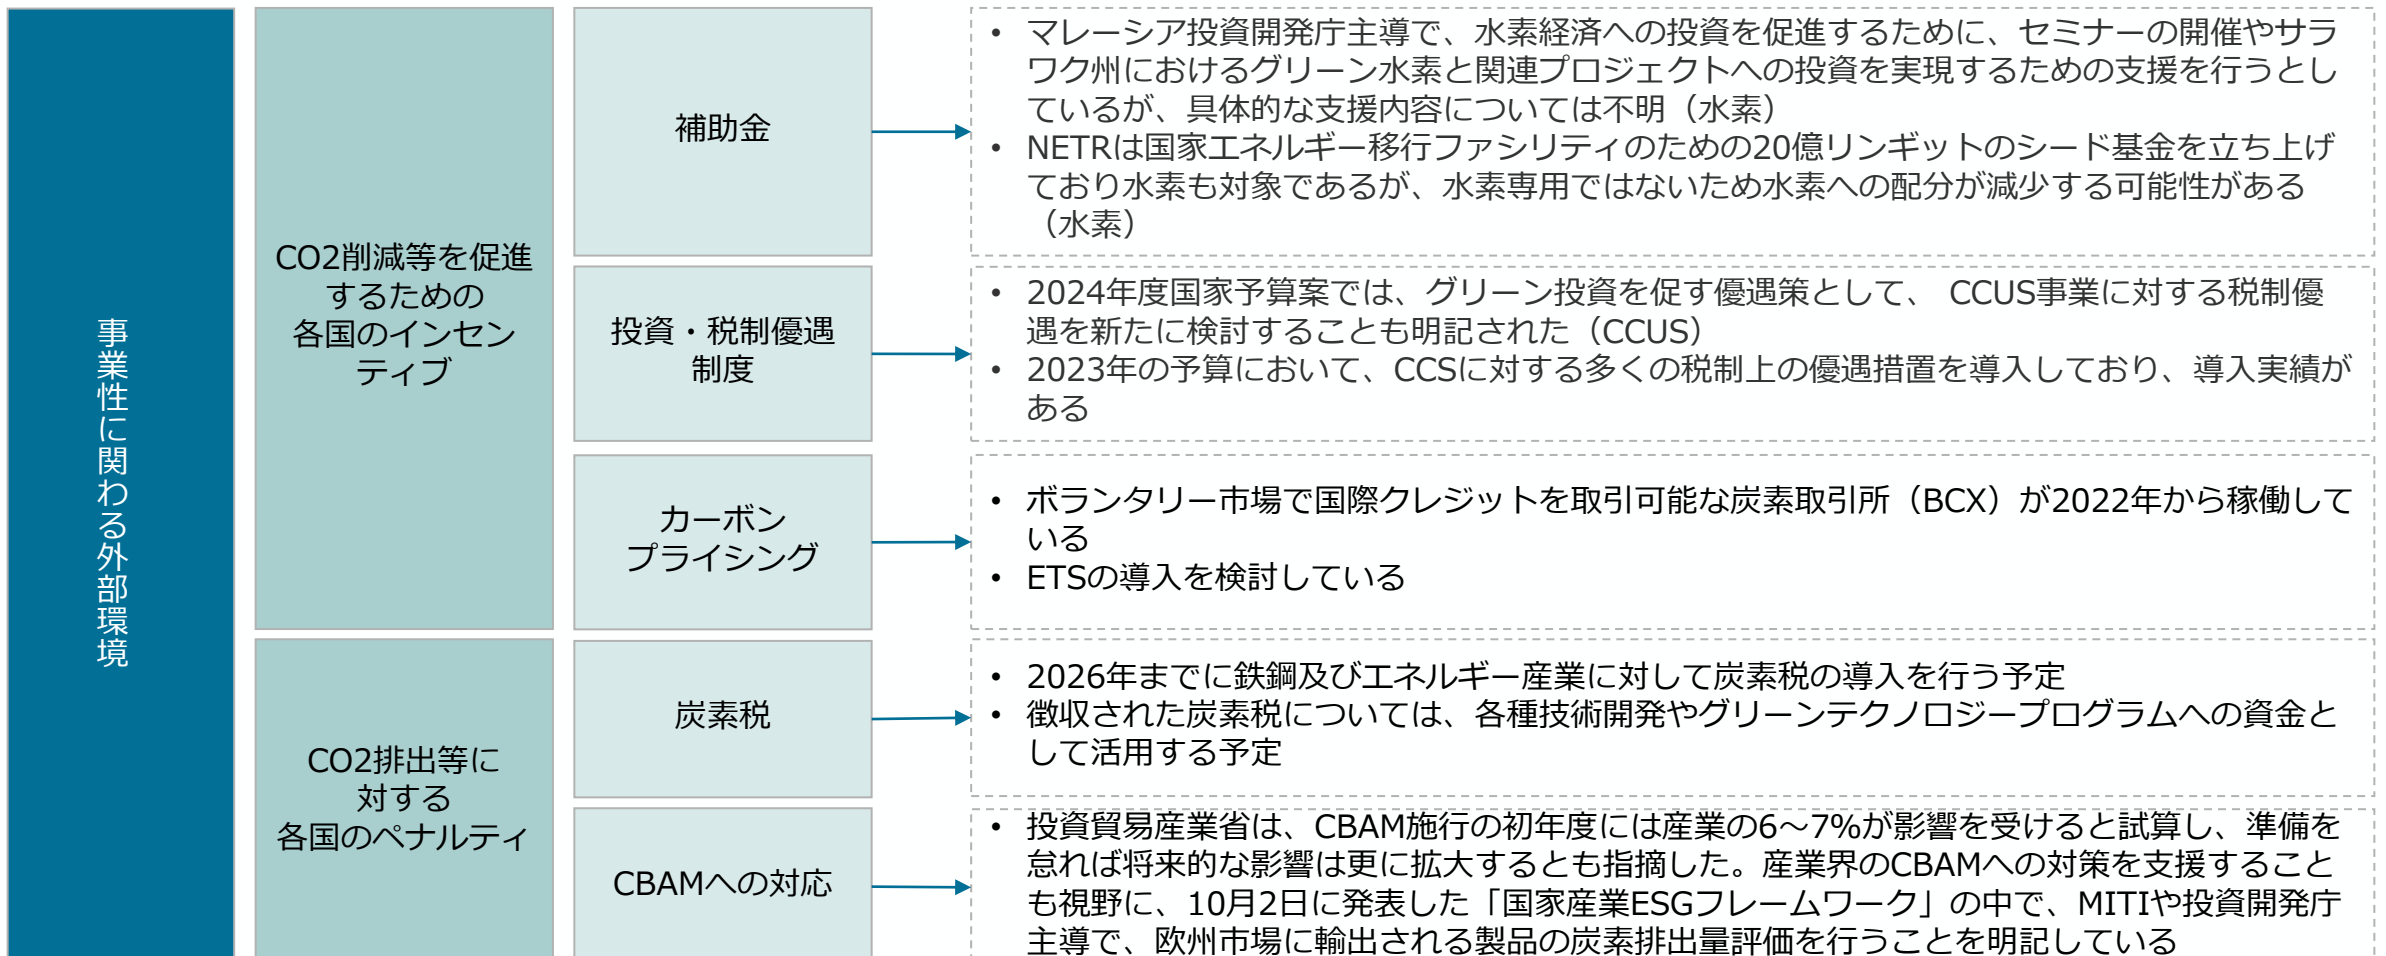 事業性に関わる外部環境
CO2削減等を促進
するための
各国のインセン
ティブ
補助金
• マレーシア投資開発庁主導で、水素経済への投資を促進するために、セミナーの開催やサラ
ワク州におけるグリーン水素と関連プロジェクトへの投資を実現するための支援を行うとし
ているが、具体的な支援内容については不明（水素）
• NETRは国家エネルギー移行ファシリティのための20億リンギットのシード基金を立ち上げ
ており水素も対象であるが、水素専用ではないため水素への配分が減少する可能性がある
（水素）
投資・税制優遇
制度
• 2024年度国家予算案では、グリーン投資を促す優遇策として、 CCUS事業に対する税制優
遇を新たに検討することも明記された（CCUS）
• 2023年の予算において、CCSに対する多くの税制上の優遇措置を導入しており、導入実績が
ある
カーボン
プライシング
• ボランタリー市場で国際クレジットを取引可能な炭素取引所（BCX）が2022年から稼働して
いる
• ETSの導入を検討している
CO2排出等に
対する
各国のペナルティ
炭素税
• 2026年までに鉄鋼及びエネルギー産業に対して炭素税の導入を行う予定
• 徴収された炭素税については、各種技術開発やグリーンテクノロジープログラムへの資金と
して活用する予定
CBAMへの対応
• 投資貿易産業省は、CBAM施行の初年度には産業の6～7%が影響を受けると試算し、準備を
怠れば将来的な影響は更に拡大するとも指摘した。産業界のCBAMへの対策を支援すること
も視野に、10月2日に発表した「国家産業ESGフレームワーク」の中で、MITIや投資開発庁
主導で、欧州市場に輸出される製品の炭素排出量評価を行うことを明記している